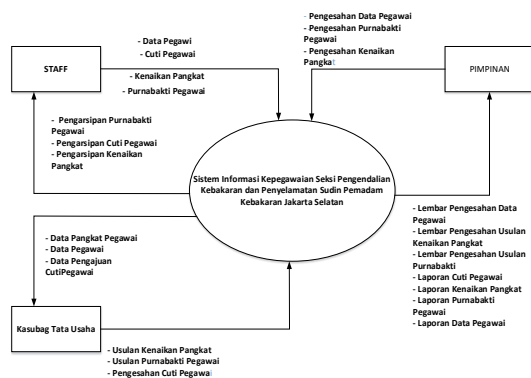 - Data Pegawi
- Cuti Pegawai
- Kenaikan Pangkat
- Purnabakti Pegawai
- Pengesahan Data Pegawai
- Pengesahan Purnabakti
Pegawai
- Pengesahan Kenaikan
Pangkat
STAFF
PIMPINAN
- Pengarsipan Purnabakti
Pegawai
- Pengarsipan Cuti Pegawai
- Pengarsipan Kenaikan
Pangkat
Sistem Informasi Kepegawaian Seksi Pengendalian
Kebakaran dan Penyelamatan Sudin Pemadam
Kebakaran Jakarta Selatan
- Lembar Pengesahan Data
Pegawai
- Lembar Pengesahan Usulan
Kenaikan Pangkat
- Lembar Pengesahan Usulan
Purnabakti
- Laporan Cuti Pegawai
- Laporan Kenaikan Pangkat
- Laporan Purnabakti
Pegawai
- Laporan Data Pegawai
- Data Pangkat Pegawai
- Data Pegawai
- Data Pengajuan
CutiPegawai
Kasubag Tata Usaha
- Usulan Kenaikan Pangkat
- Usulan Purnabakti Pegawai
- Pengesahan Cuti Pegawai